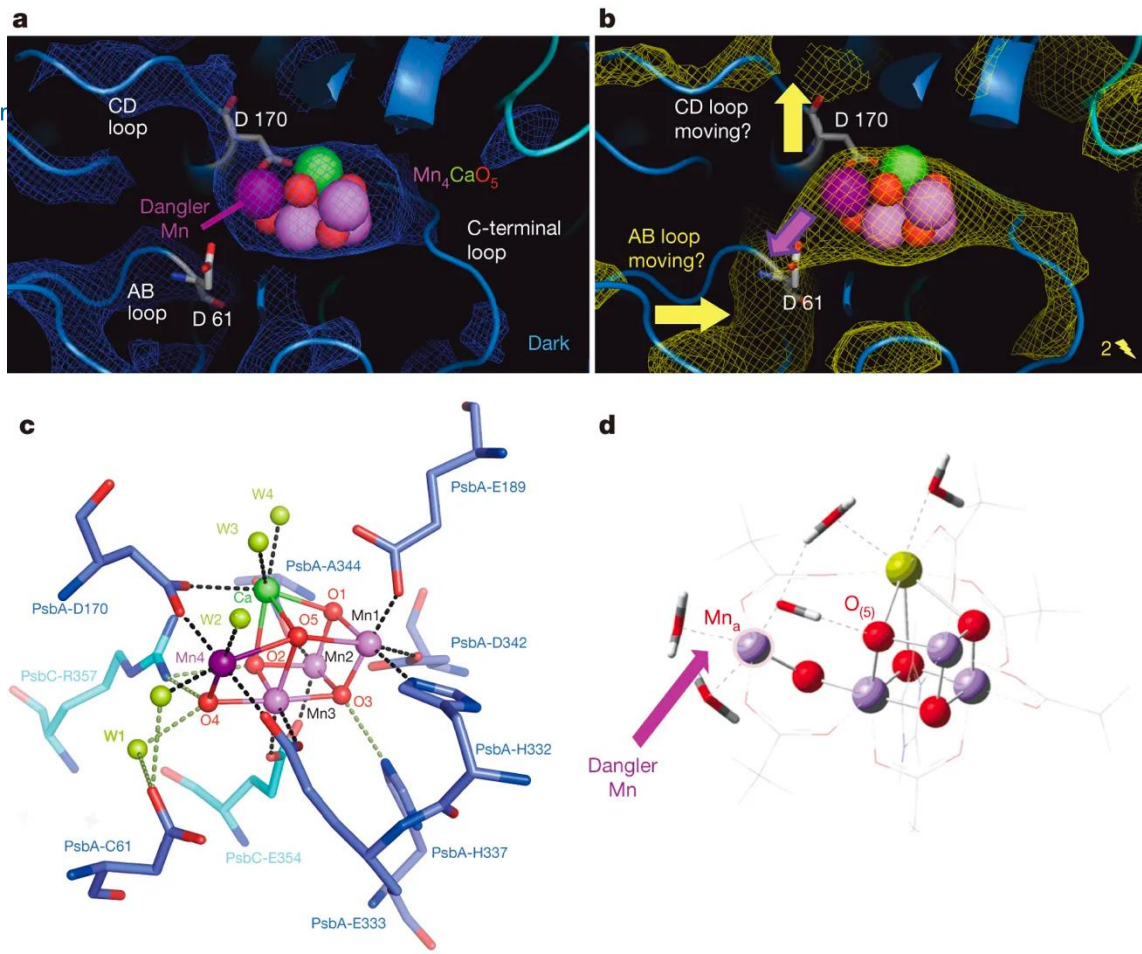 a
CD
loop
D 170
Mn₄CaO₅
Dangler
Mn
C-terminal
loop
AB
loop
D 61
Dark
r
b
CD loop
moving?
D 170
AB loop
moving?
D 61
2
c
PsbA-E189
W4
W3
PsbA-A344
Ca
O1
PsbA-D170
W2
O5
Mn1
Mn4
O2
Mn2
PsbA-D342
PsbC-R357
O4
Mn3
O3
W1
PsbA-H332
PsbA-C61
PsbC-E354
PsbA-H337
PsbA-E333
d
O(5)
Mnₐ
Dangler
Mn